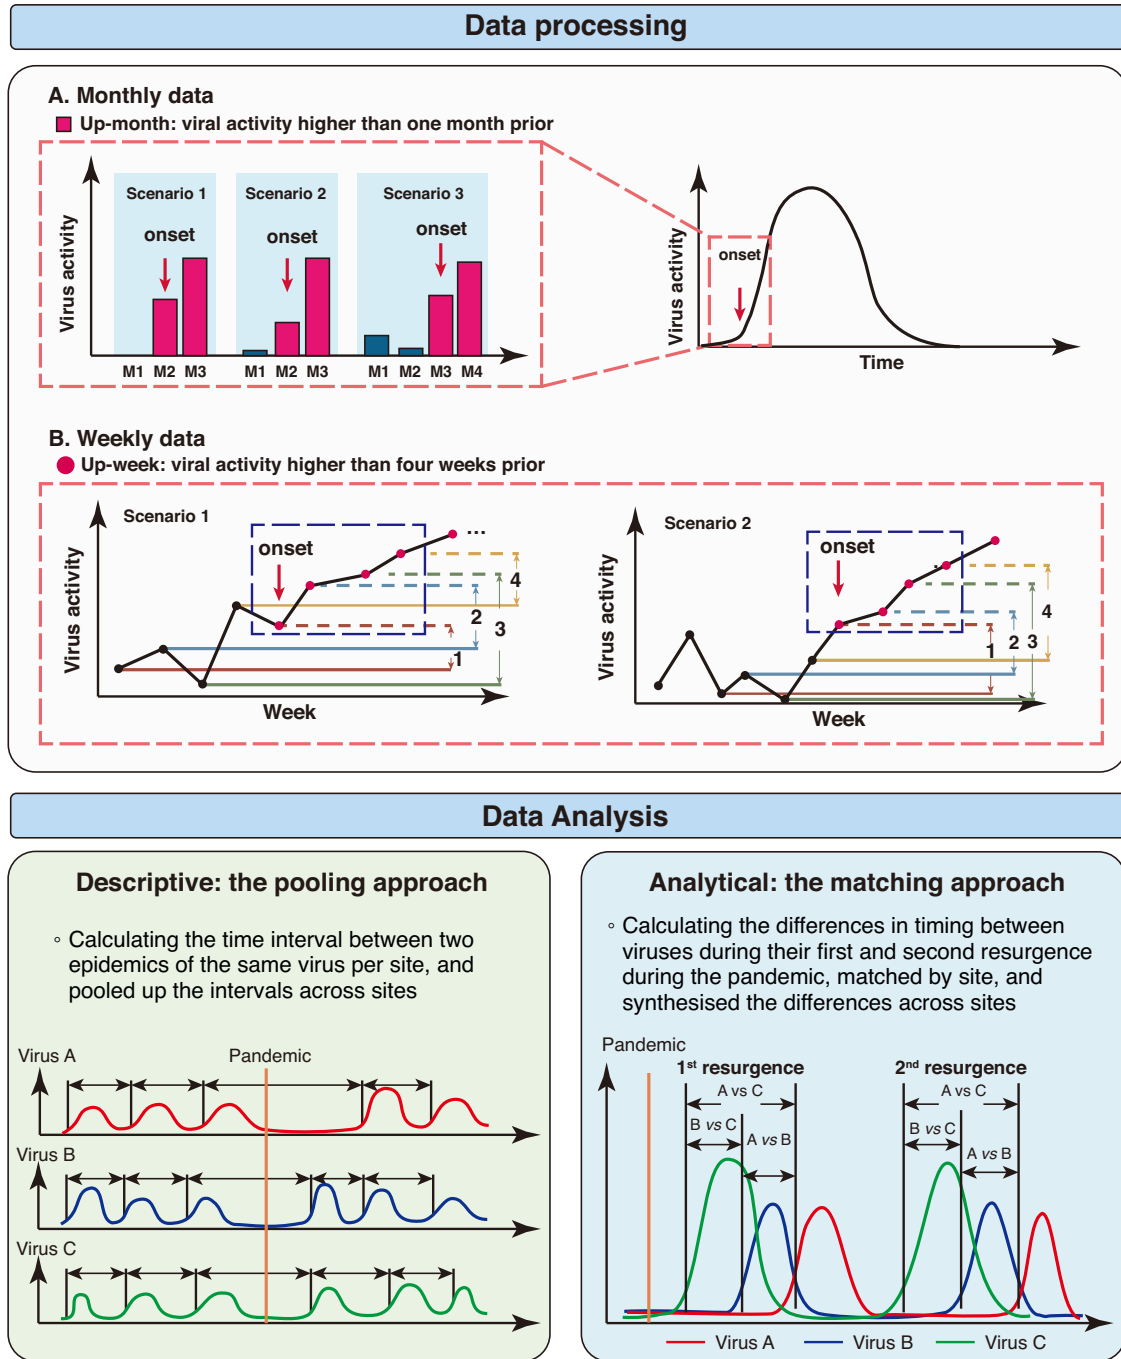 Data processing
A. Monthly data
Up-month: viral activity higher than one month prior
Virus activity
Scenario 1
onset
M1 M2 M3
Scenario 2
onset
M1 M2 M3
Scenario 3
onset
M1 M2 M3 M4
Virus activity
onset
Time
B. Weekly data
Up-week: viral activity higher than four weeks prior
Virus activity
Scenario 1
onset
...
1
2
3
4
Week
Virus activity
Scenario 2
onset
1
2
3
4
Week
Data Analysis
Descriptive: the pooling approach
◦ Calculating the time interval between two
epidemics of the same virus per site, and
pooled up the intervals across sites
Virus A
Pandemic
Virus B
Virus C
Analytical: the matching approach
◦ Calculating the differences in timing between
viruses during their first and second resurgence
during the pandemic, matched by site, and
synthesised the differences across sites
Pandemic
1st resurgence
A vs C
B vs C
A vs B
2nd resurgence
A vs C
B vs C
A vs B
Virus A
Virus B
Virus C